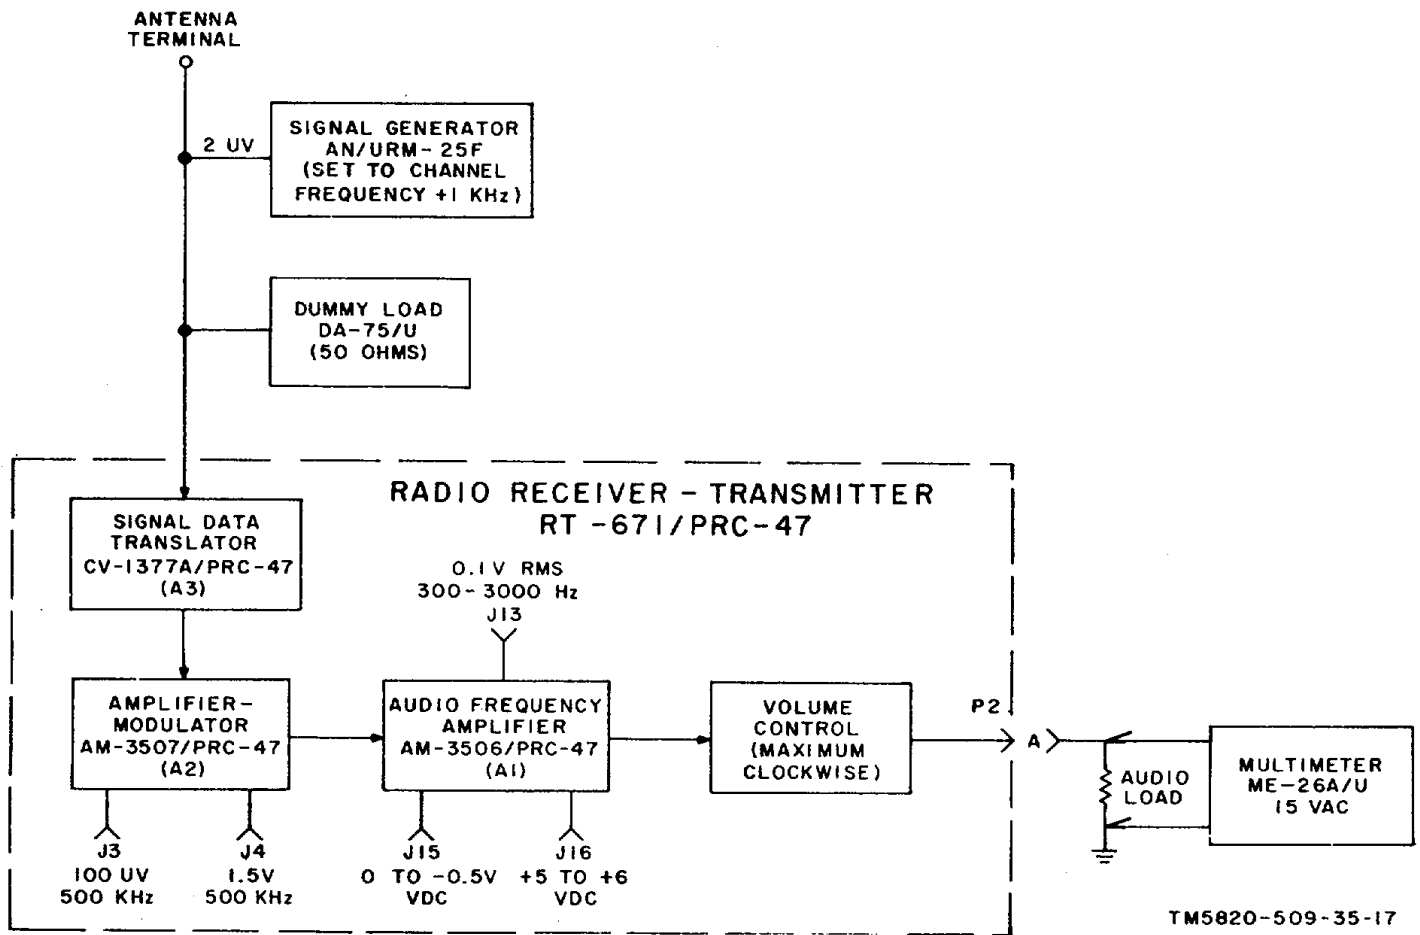 ANTENNA
TERMINAL
2 UV
SIGNAL GENERATOR
AN/URM-25F
(SET TO CHANNEL
FREQUENCY +1 KHz)
DUMMY LOAD
DA-75/U
(50 OHMS)
RADIO RECEIVER - TRANSMITTER
RT -671/PRC-47
SIGNAL DATA
TRANSLATOR
CV-1377A/PRC-47
(A3)
0.1V RMS
300-3000 Hz
J13
AMPLIFIER-
MODULATOR
AM-3507/PRC-47
(A2)
AUDIO FREQUENCY
AMPLIFIER
AM-3506/PRC-47
(A1)
VOLUME
CONTROL
(MAXIMUM
CLOCKWISE)
P2
A
AUDIO
LOAD
MULTIMETER
ME-26A/U
15 VAC
J3
100 UV
500 KHz
J4
1.5V
500 KHz
J15
0 TO -0.5V
VDC
J16
+5 TO +6
VDC
TM5820-509-35-17